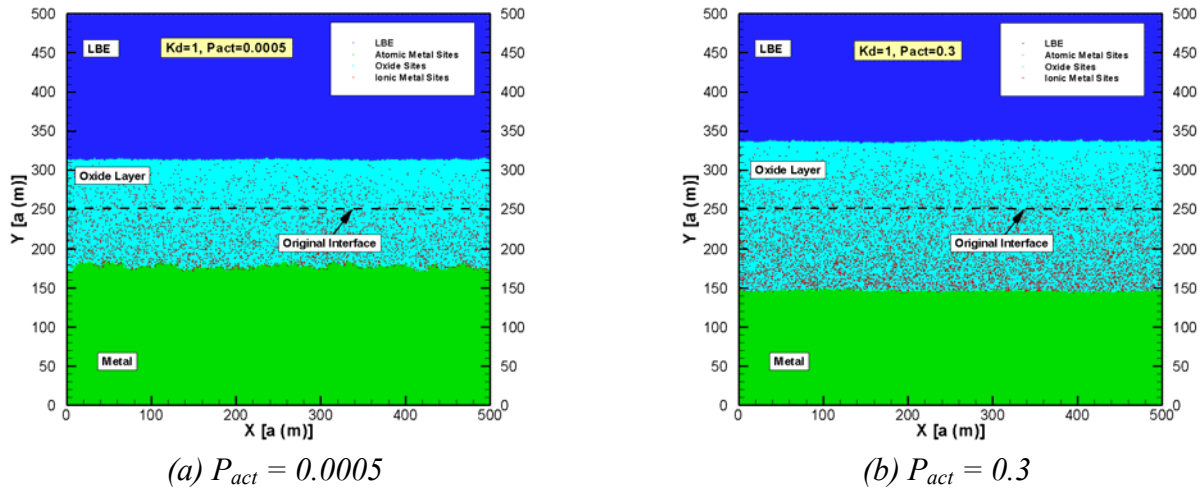 500
450
400
350
300
250
200
150
100
50
0
500
450
400
350
300
250
200
150
100
50
0
LBE
Kd=1, Pact=0.0005
LBE
Atomic Metal Sites
Oxide Sites
Ionic Metal Sites
Oxide Layer
Original Interface
Metal
Y [a (m)]
0 100 200 300 400 500
X [a (m)]
(a) Pact = 0.0005
500
450
400
350
300
250
200
150
100
50
0
500
450
400
350
300
250
200
150
100
50
0
LBE
Kd=1, Pact=0.3
LBE
Atomic Metal Sites
Oxide Sites
Ionic Metal Sites
Oxide Layer
Original Interface
Metal
Y [a (m)]
0 100 200 300 400 500
X [a (m)]
(b) Pact = 0.3